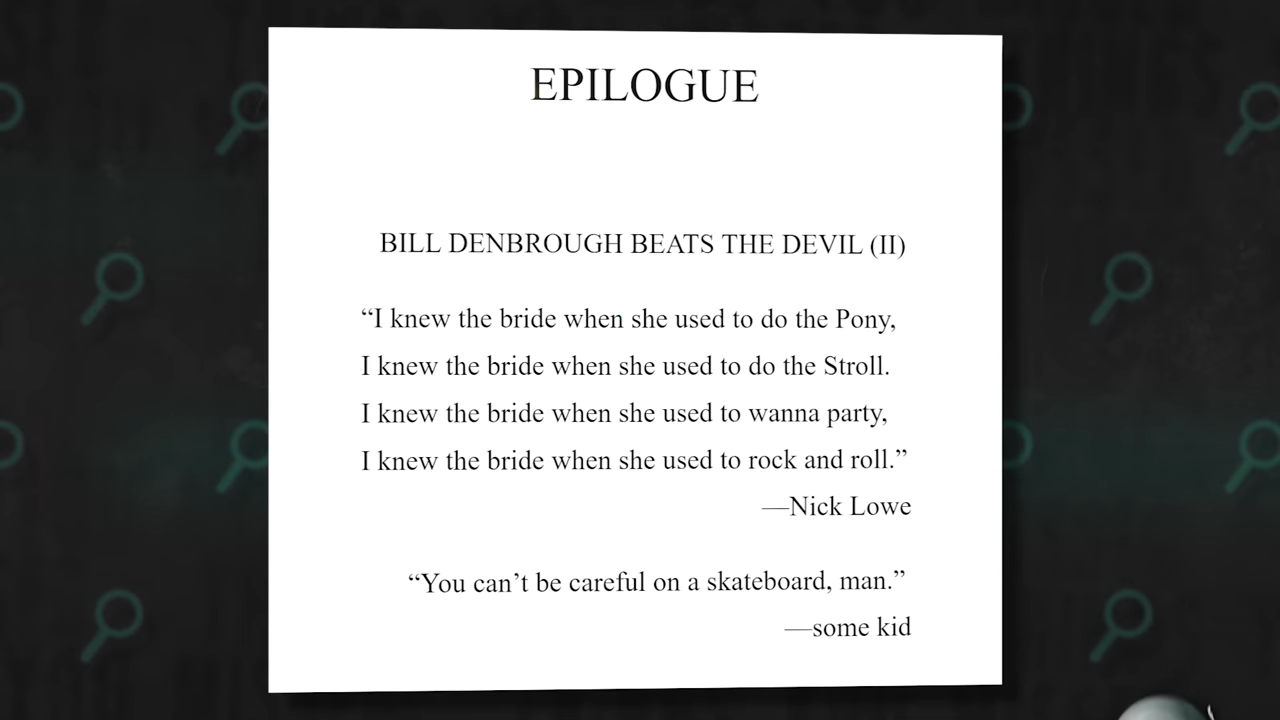 EPILOGUE
BILL DENBROUGH BEATS THE DEVIL (II)
“I knew the bride when she used to do the Pony,
I knew the bride when she used to do the Stroll.
I knew the bride when she used to wanna party,
I knew the bride when she used to rock and roll.”
—Nick Lowe
“You can’t be careful on a skateboard, man.”
—some kid